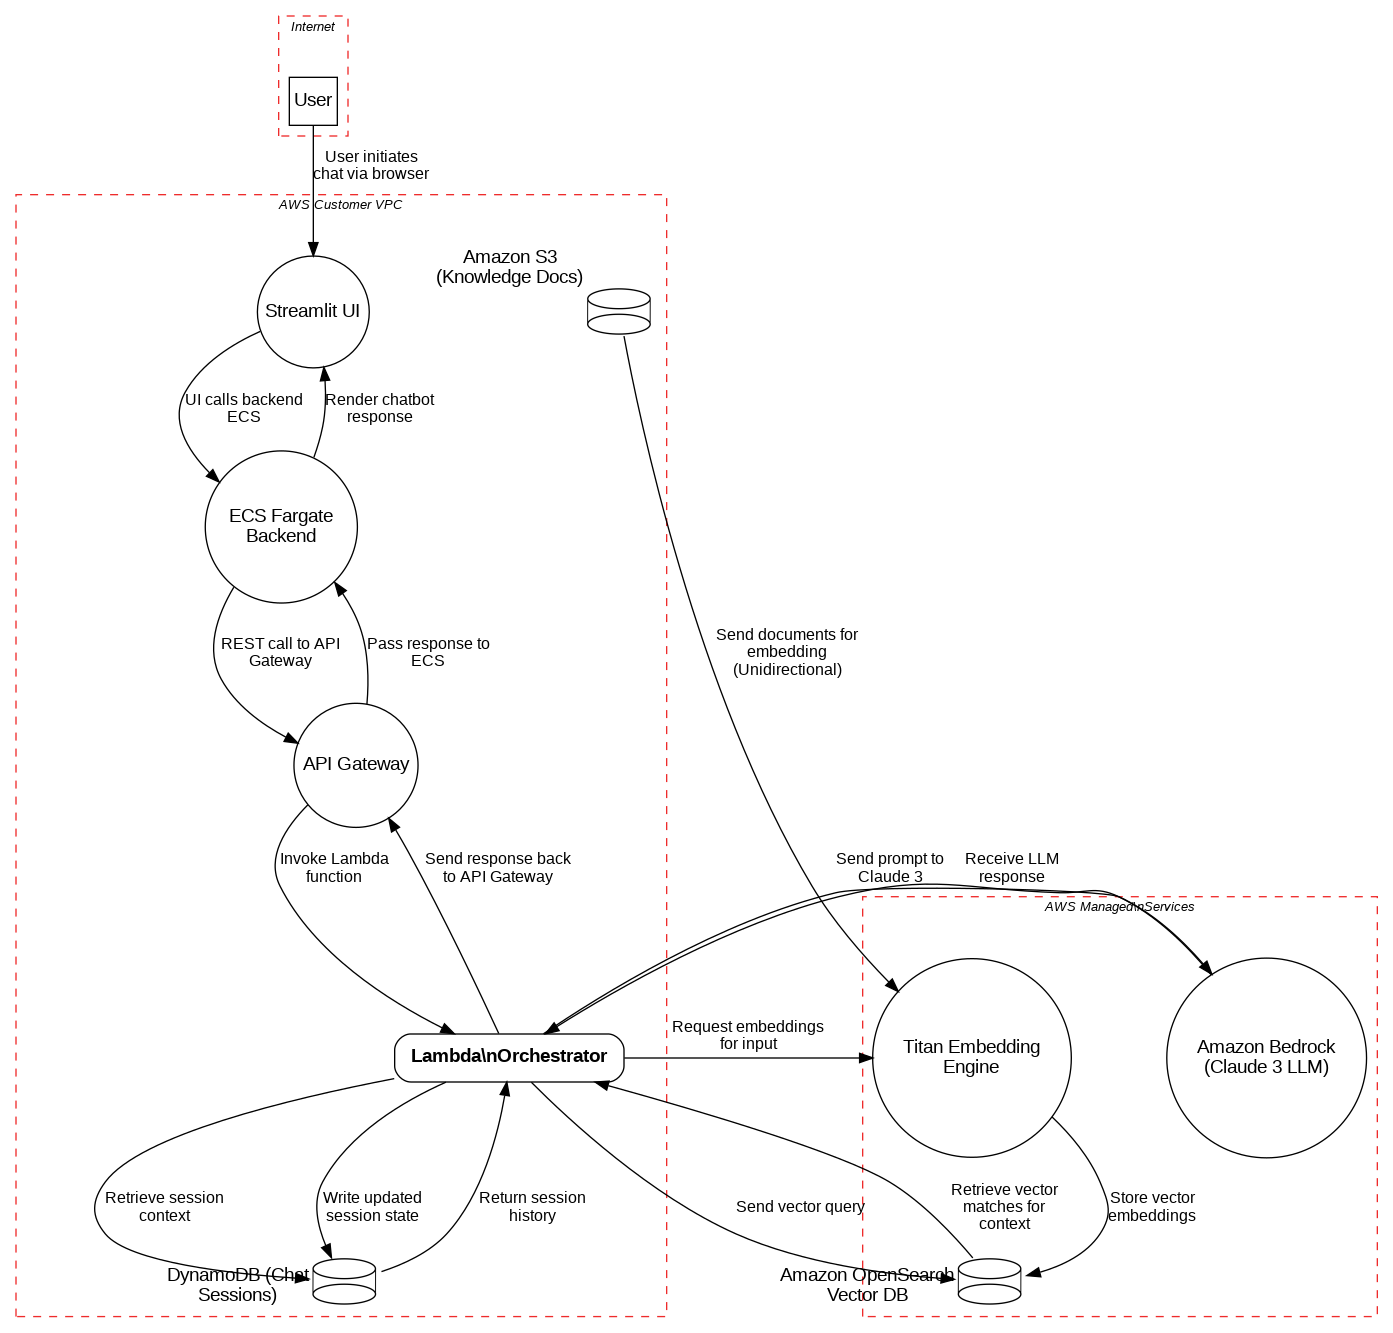 Internet
User
User initiates
chat via browser
AWS Customer VPC
Amazon S3
(Knowledge Docs)
Streamlit UI
UI calls backend
ECS
Render chatbot
response
ECS Fargate
Backend
Send documents for
embedding
(Unidirectional)
REST call to API
Gateway
Pass response to
ECS
API Gateway
Invoke Lambda
function
Send response back
to API Gateway
Send prompt to
Claude 3
Receive LLM
response
AWS Managed\nServices
Request embeddings
for input
Lambda\nOrchestrator
Titan Embedding
Engine
Amazon Bedrock
(Claude 3 LLM)
Retrieve session
context
Write updated
session state
Return session
history
Send vector query
Retrieve vector
matches for
context
Store vector
embeddings
DynamoDB (Chat
Sessions)
Amazon OpenSearch
Vector DB